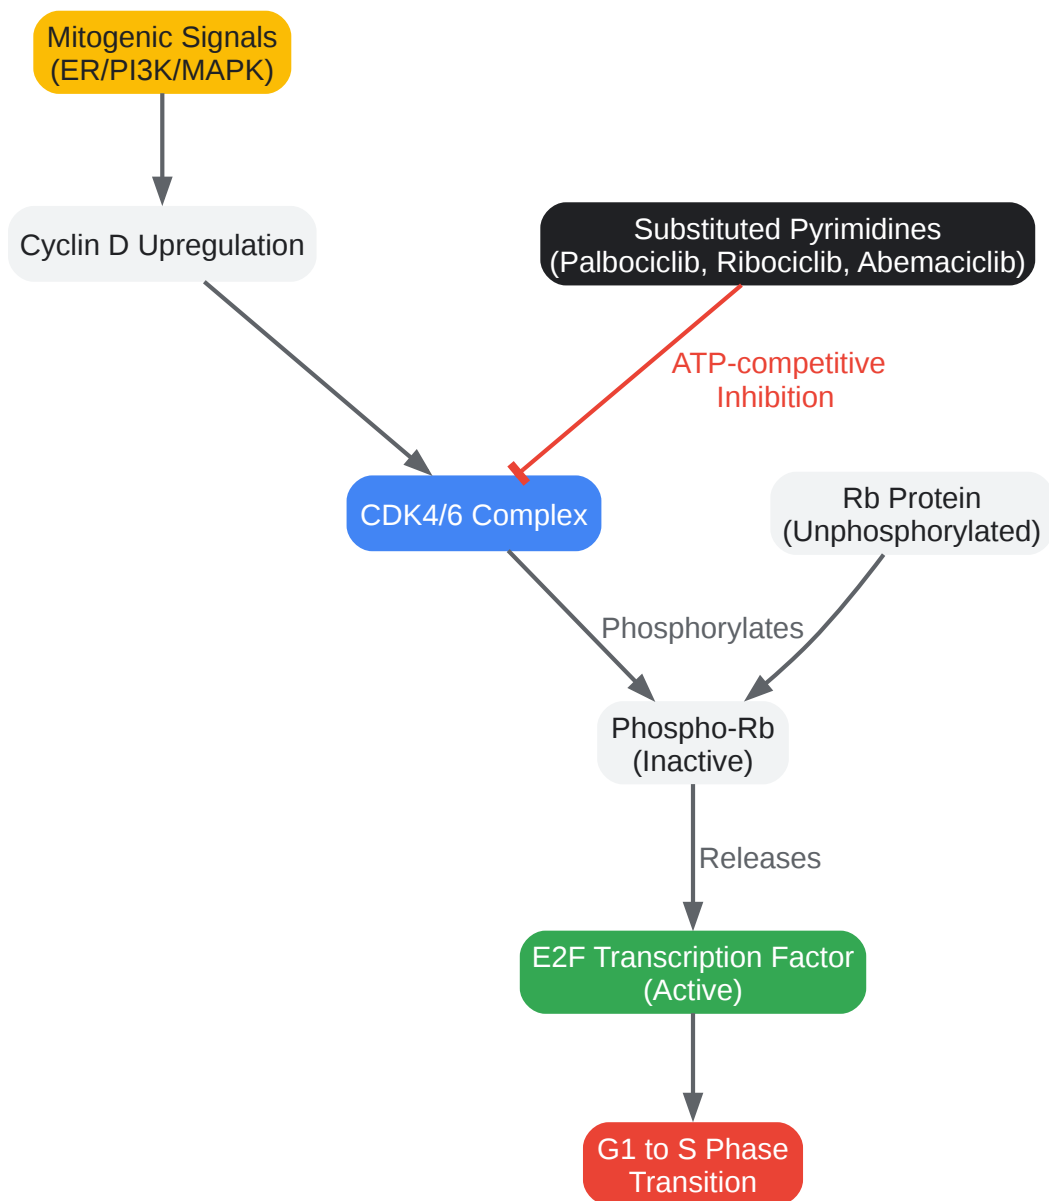 Mitogenic Signals
(ER/PI3K/MAPK)
Cyclin D Upregulation
Substituted Pyrimidines
(Palbociclib, Ribociclib, Abemaciclib)
ATP-competitive
Inhibition
CDK4/6 Complex
Rb Protein
(Unphosphorylated)
Phosphorylates
Phospho-Rb
(Inactive)
Releases
E2F Transcription Factor
(Active)
G1 to S Phase
Transition